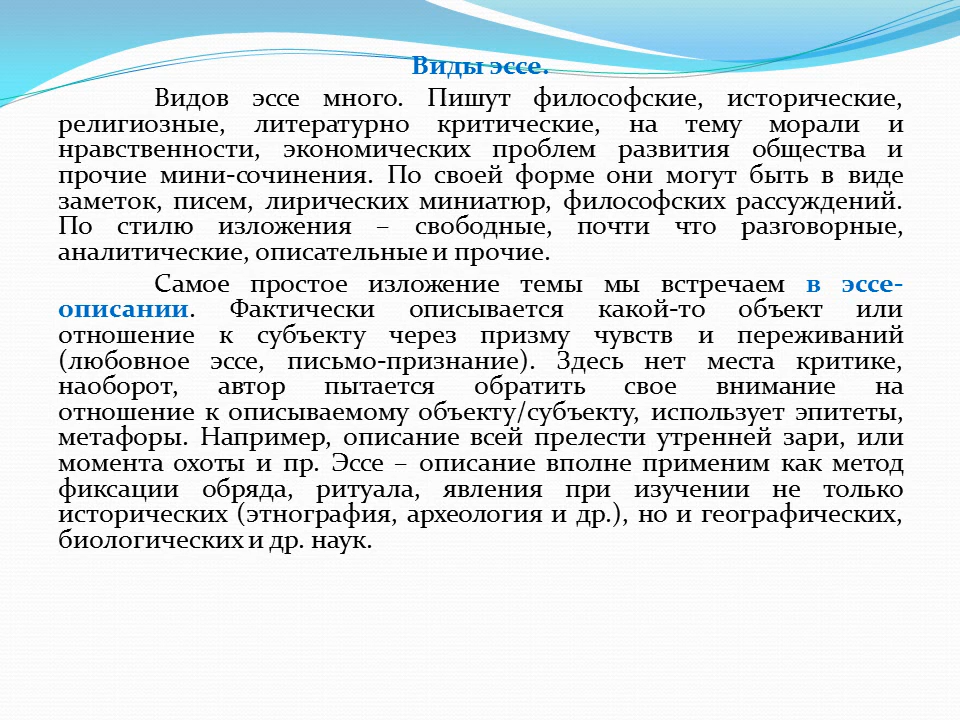 Виды эссе.
Видов эссе много. Пишут философские, исторические,
религиозные, литературно критические, на тему морали и
нравственности, экономических проблем развития общества и
прочие мини-сочинения. По своей форме они могут быть в виде
заметок, писем, лирических миниатюр, философских рассуждений.
По стилю изложения – свободные, почти что разговорные,
аналитические, описательные и прочие.
Самое простое изложение темы мы встречаем в эссе-
описании. Фактически описывается какой-то объект или
отношение к субъекту через призму чувств и переживаний
(любовное эссе, письмо-признание). Здесь нет места критике,
наоборот, автор пытается обратить свое внимание на
отношение к описываемому объекту/субъекту, использует эпитеты,
метафоры. Например, описание всей прелести утренней зари, или
момента охоты и пр. Эссе – описание вполне применим как метод
фиксации обряда, ритуала, явления при изучении не только
исторических (этнография, археология и др.), но и географических,
биологических и др. наук.